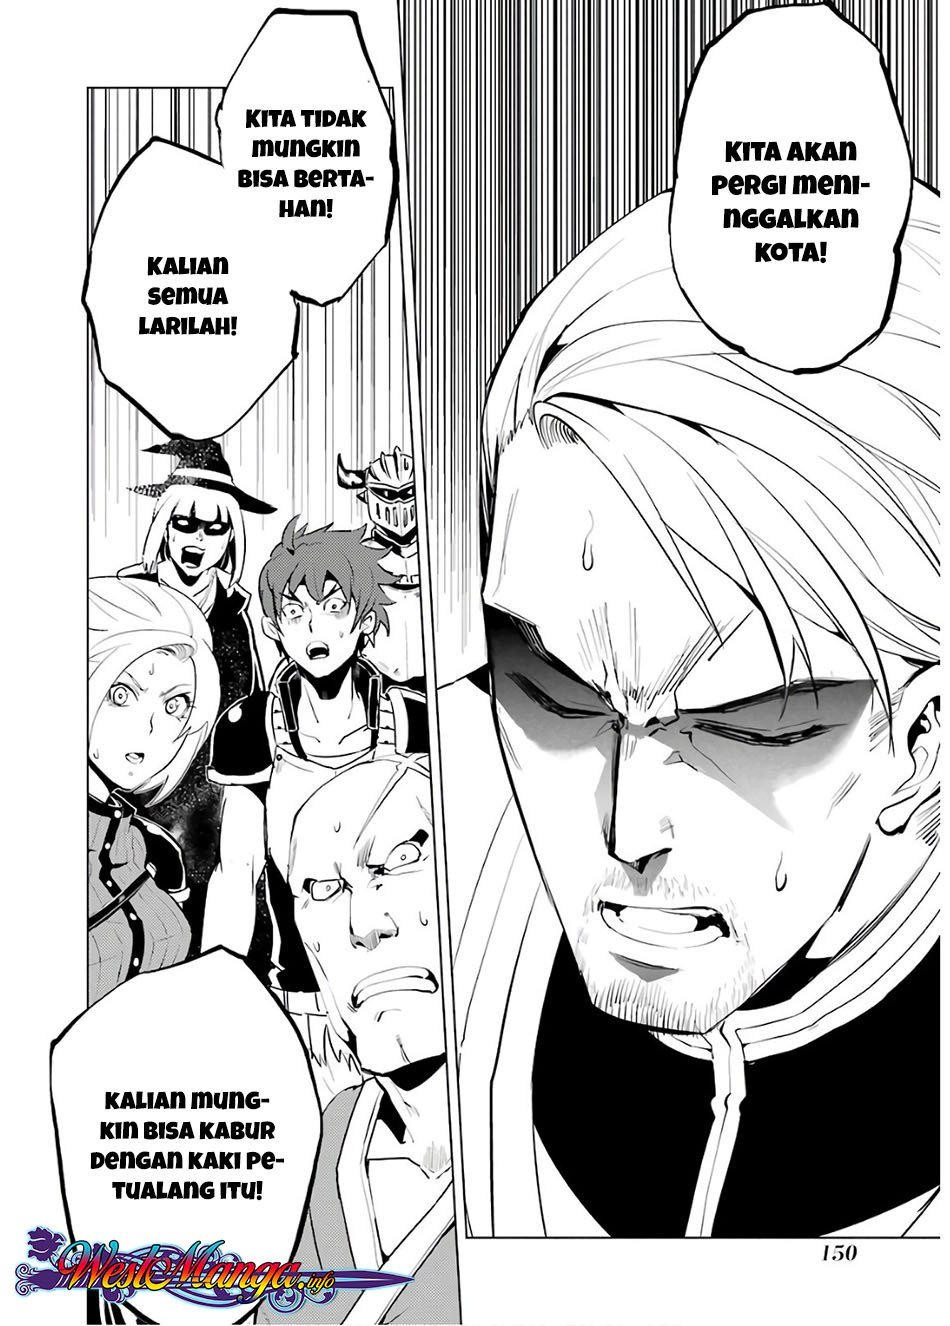 KITA AKAN
PERGI MENI-
NGGALKAN
KOTA!
KITA TIDAK
MUNGKIN
BISA BERTA-
HAN!
KALIAN
SEMUA
LARILAH!
KALIAN MUNG-
KIN BISA KABUR
DENGAN KAKI PE-
TUALANG ITU!
150
WestManga.info